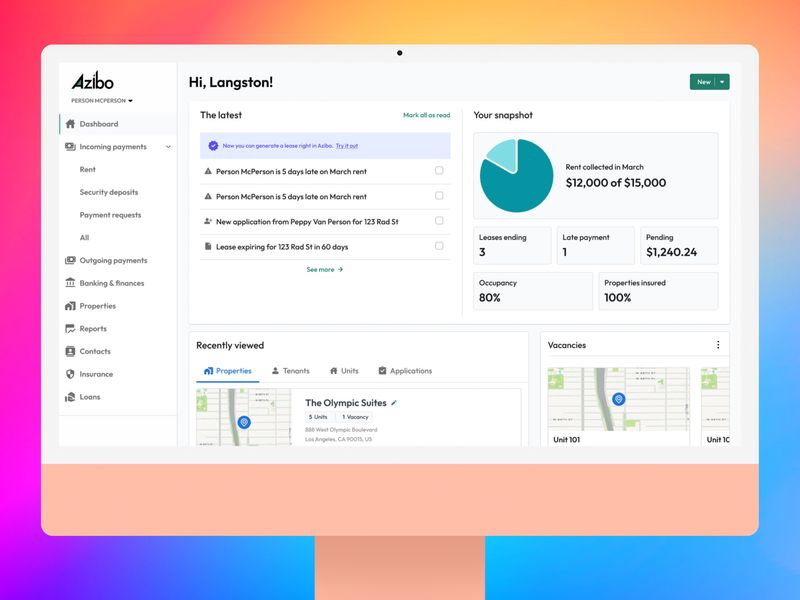 Azibo
PERSON MCPERSON
Dashboard
Incoming payments
Rent
Security deposits
Payment requests
All
Outgoing payments
Banking & finances
Properties
Reports
Contacts
Insurance
Loans
Hi, Langston!
New
The latest
Mark all as read
Now you can generate a lease right in Azibo. Try it out
Person McPerson is 5 days late on March rent
Person McPerson is 5 days late on March rent
New application from Peppy Van Person for 123 Rad St
Lease expiring for 123 Rad St in 60 days
See more
Your snapshot
Rent collected in March
$12,000 of $15,000
Leases ending
3
Late payment
1
Pending
$1,240.24
Occupancy
80%
Properties insured
100%
Recently viewed
Properties
Tenants
Units
Applications
The Olympic Suites
5 Units
1 Vacancy
888 West Olympic Boulevard
Los Angeles, CA 90015, US
Vacancies
Unit 101
Unit 10